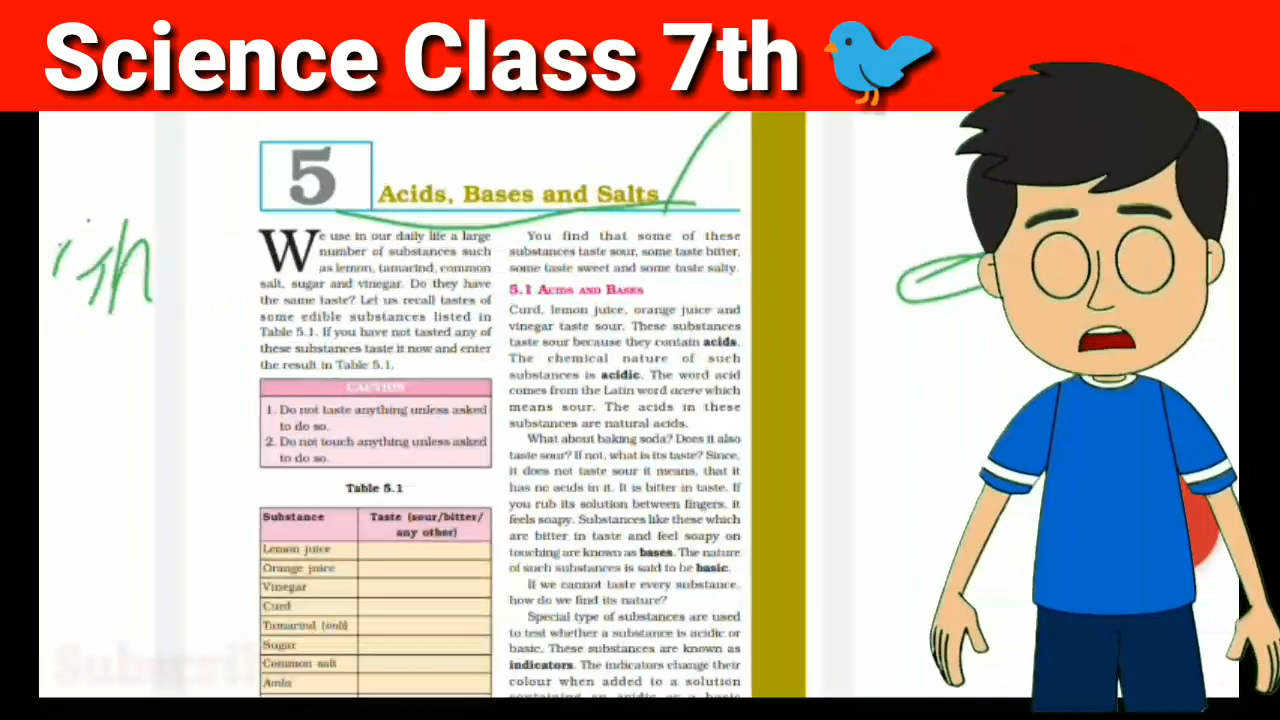 Science Class 7th
5
Acids, Bases and Salts
We use in our daily life a large
number of substances such
as lemon, tamarind, common
salt, sugar and vinegar. Do they have
the same taste? Let us recall tastes of
some edible substances listed in
Table 5.1. If you have not tasted any of
these substances taste it now and enter
the result in Table 5.1.
CAUTION
1. Do not taste anything unless asked
to do so.
2. Do not touch anything unless asked
to do so.
Table 5.1
Substance Taste (sour/bitter/
any other)
Lemon juice
Orange juice
Vinegar
Curd
Tamarind (imli)
Sugar
Common salt
Amla
You find that some of these
substances taste sour, some taste bitter,
some taste sweet and some taste salty.
5.1 ACIDS AND BASES
Curd, lemon juice, orange juice and
vinegar taste sour. These substances
taste sour because they contain acids.
The chemical nature of such
substances is acidic. The word acid
comes from the Latin word acere which
means sour. The acids in these
substances are natural acids.
What about baking soda? Does it also
taste sour? If not, what is its taste? Since,
it does not taste sour it means, that it
has no acids in it. It is bitter in taste. If
you rub its solution between fingers, it
feels soapy. Substances like these which
are bitter in taste and feel soapy on
touching are known as bases. The nature
of such substances is said to be basic.
If we cannot taste every substance,
how do we find its nature?
Special type of substances are used
to test whether a substance is acidic or
basic. These substances are known as
indicators. The indicators change their
colour when added to a solution
containing an acidic or a basic